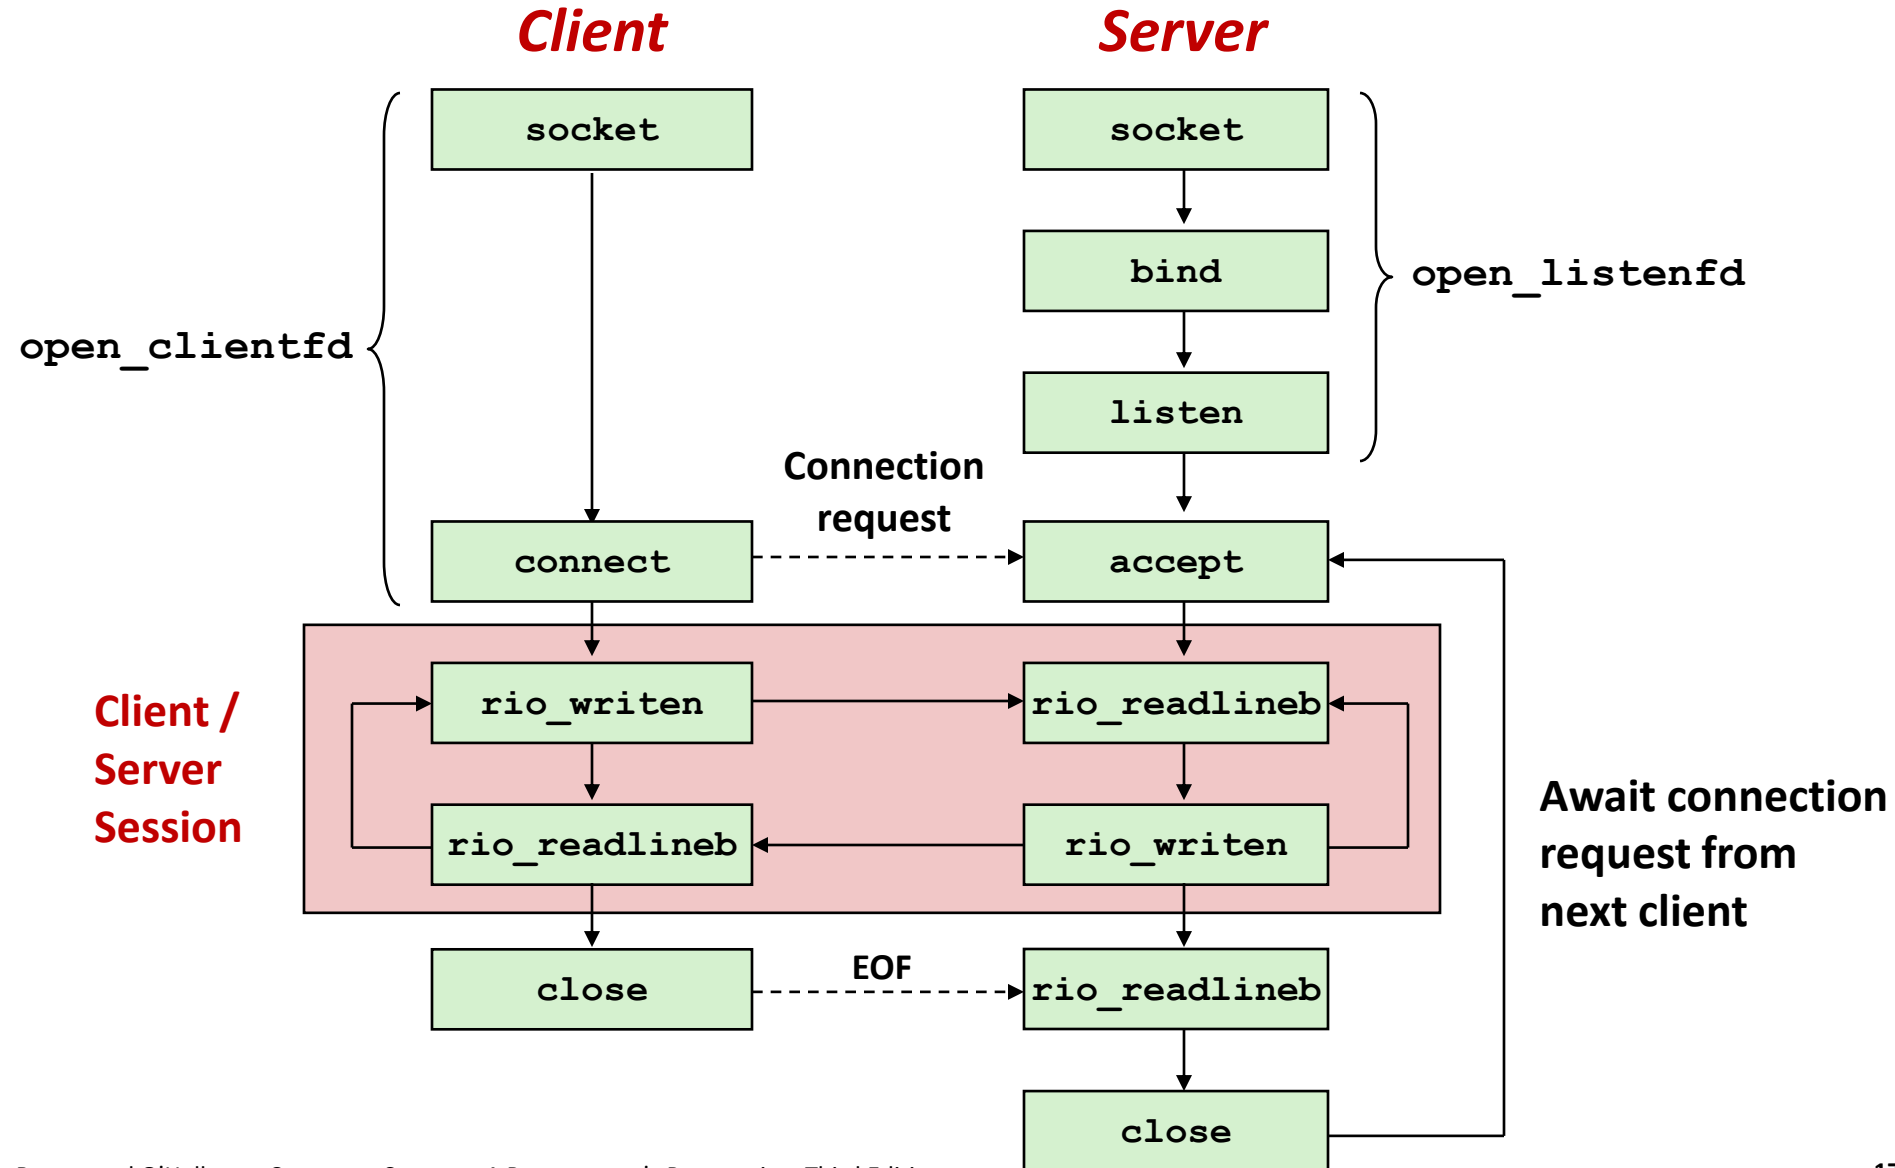 Client
Server
socket
socket
bind
open_listenfd
open_clientfd
listen
Connection
request
connect
accept
Client /
Server
Session
rio_writen
rio_readlineb
rio_readlineb
rio_writen
Await connection
request from
next client
close
EOF
rio_readlineb
close